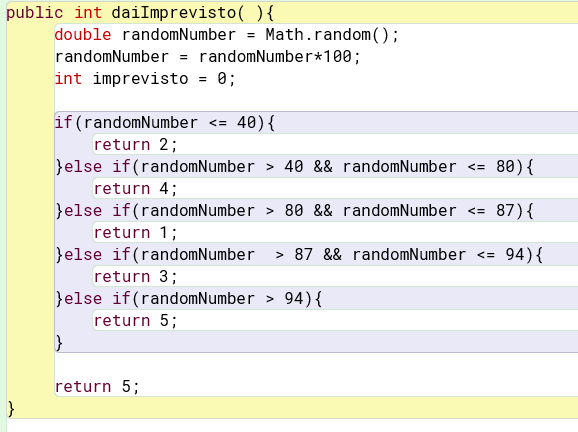 public int daiImprevisto( ){
double randomNumber = Math.random();
randomNumber = randomNumber*100;
int imprevisto = 0;
if(randomNumber <= 40){
return 2;
}else if(randomNumber > 40 && randomNumber <= 80){
return 4;
}else if(randomNumber > 80 && randomNumber <= 87){
return 1;
}else if(randomNumber  > 87 && randomNumber <= 94){
return 3;
}else if(randomNumber > 94){
return 5;
}
return 5;
}